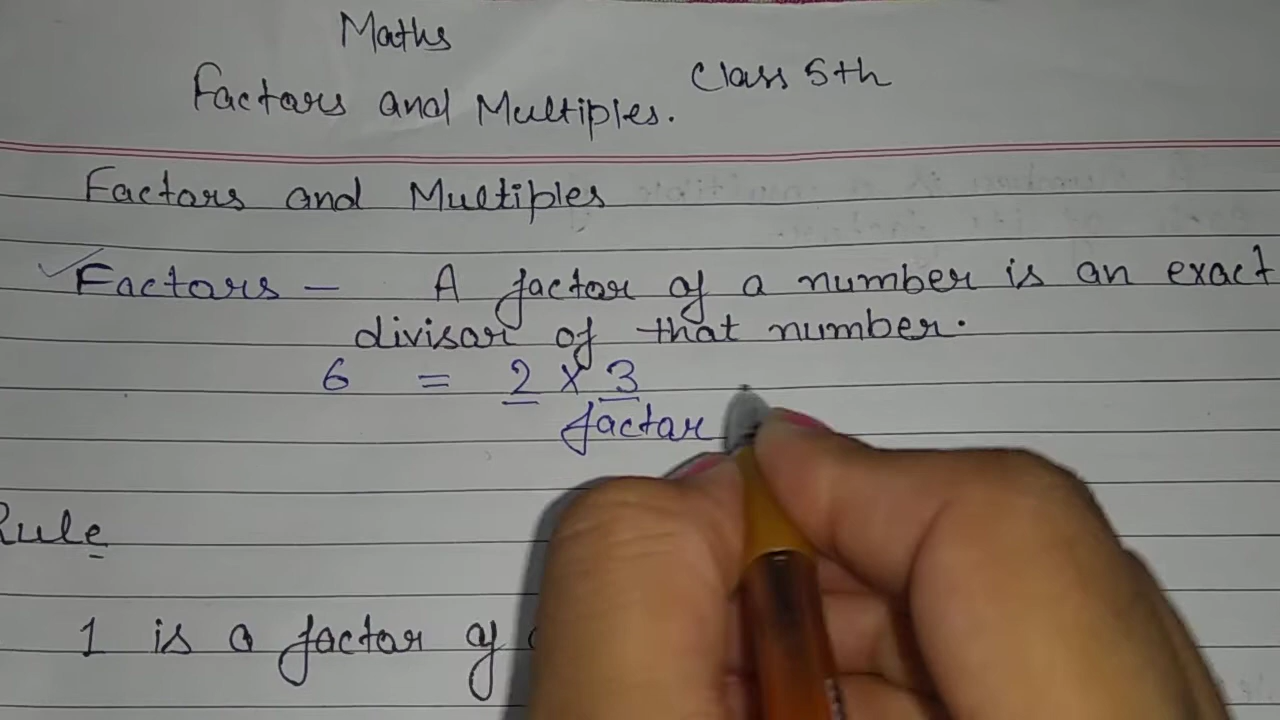 Maths
Factors and Multiples. Class 5th
Factors and Multiples
Factors - A factor of a number is an exact
divisar of that number.
6 = 2 x 3
factar
Rule
1 is a factor of